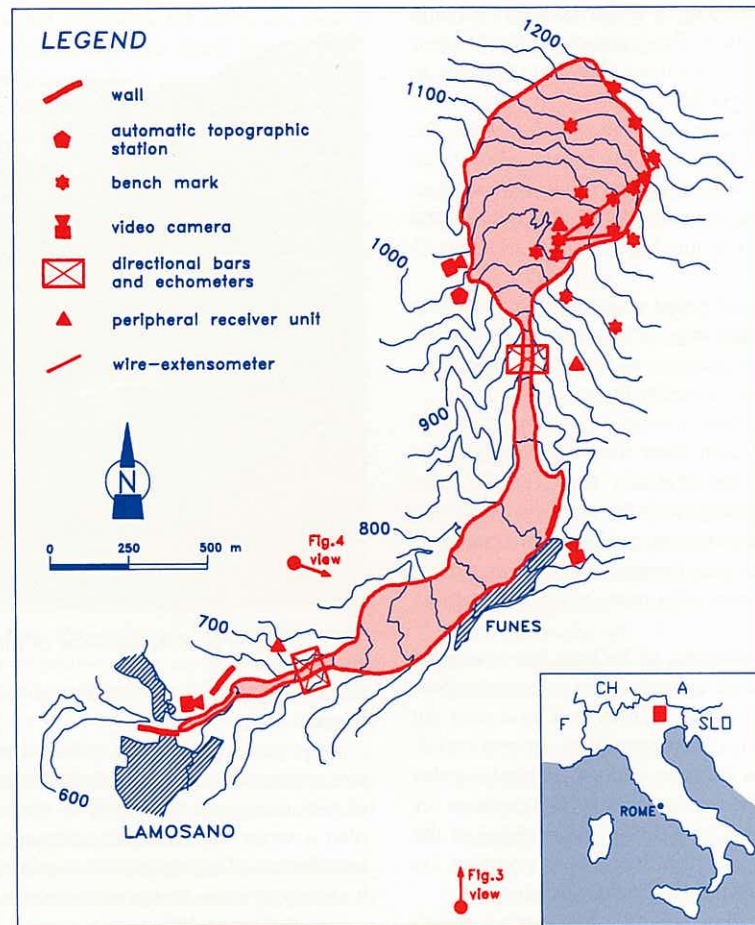 LEGEND
wall
automatic topographic
station
bench mark
video camera
directional bars
and echometers
peripheral receiver unit
wire-extensometer
N
0 250 500 m
1200
1100
1000
900
800
700
600
Fig.4
view
FUNES
LAMOSANO
Fig.3
view
CH
A
F
SLO
ROME